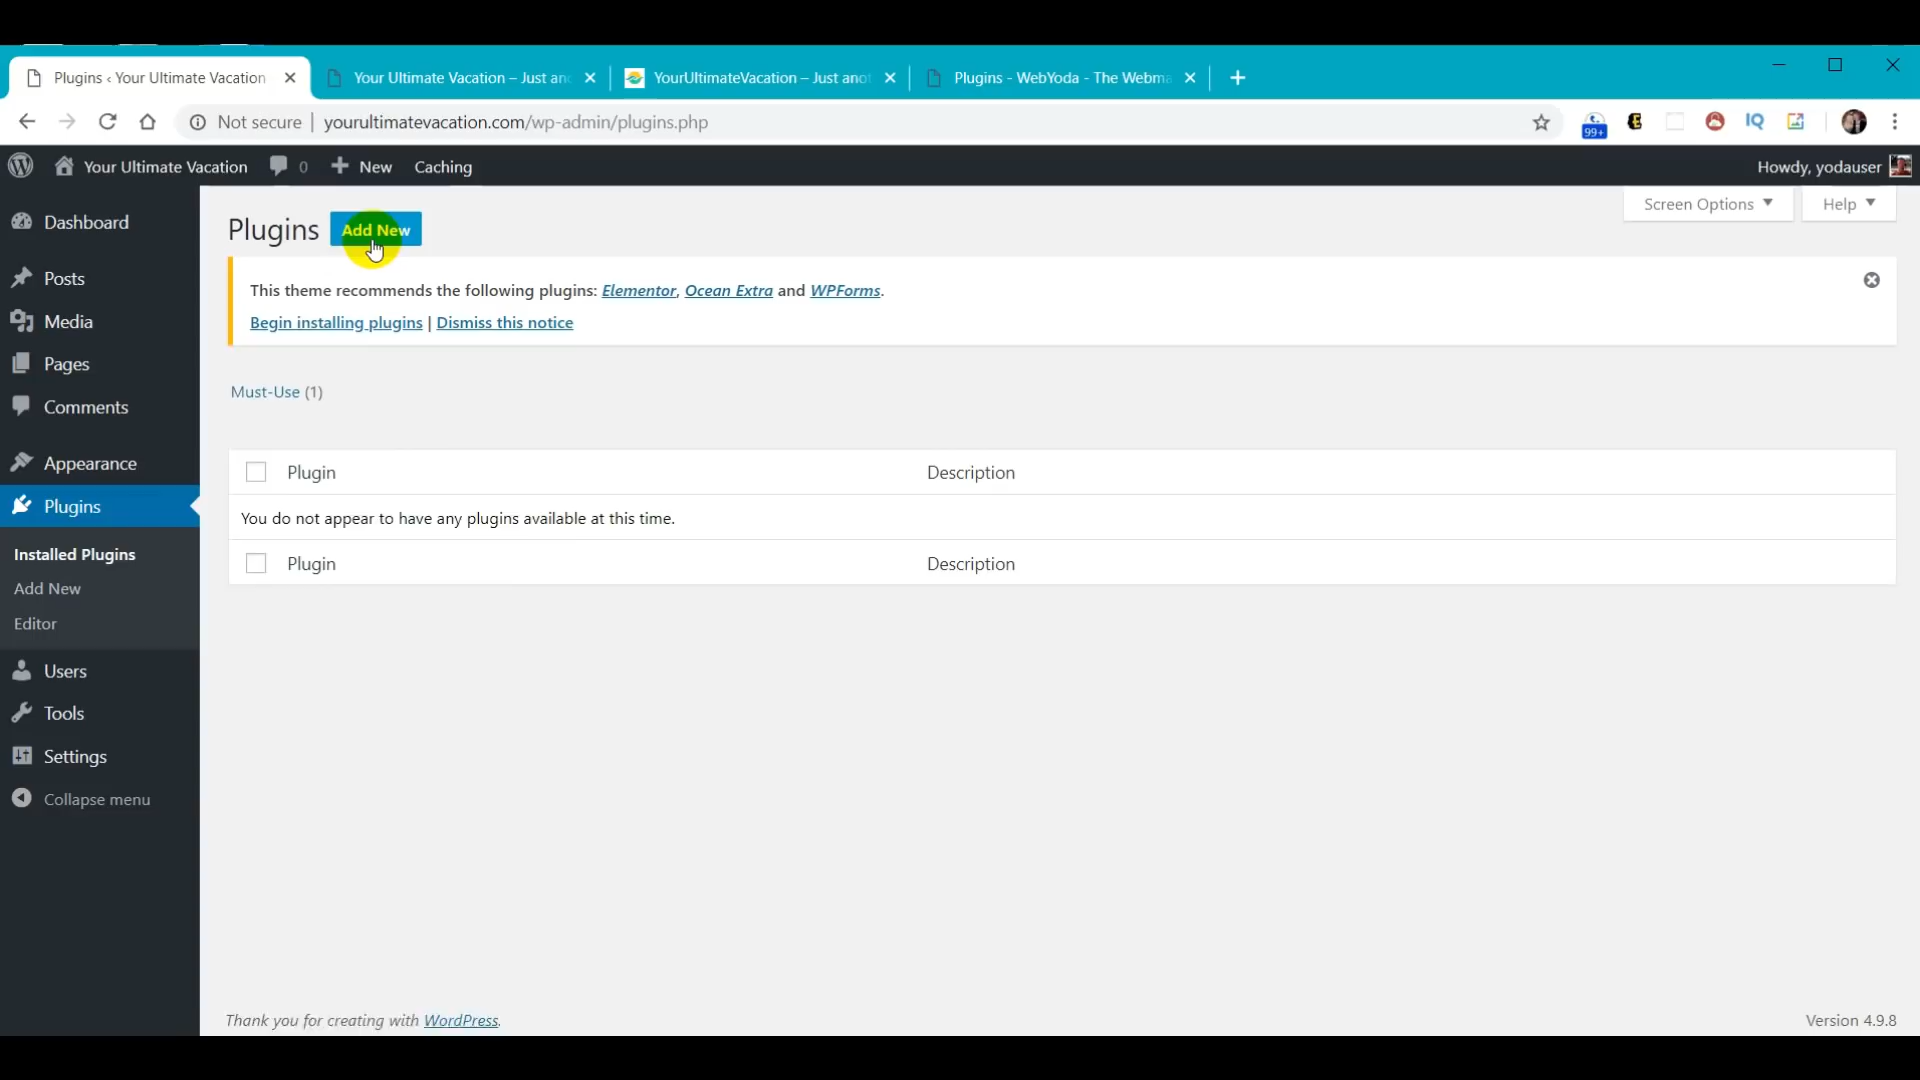 Plugins ‹ Your Ultimate Vacation
Your Ultimate Vacation – Just an
YourUltimateVacation – Just anot
Plugins - WebYoda - The Webma
Not secure | yourultimatevacation.com/wp-admin/plugins.php
99+
IQ
Your Ultimate Vacation
0
New
Caching
Howdy, yodauser
Dashboard
Posts
Media
Pages
Comments
Appearance
Plugins
Installed Plugins
Add New
Editor
Users
Tools
Settings
Collapse menu
Screen Options
Help
Plugins
Add New
This theme recommends the following plugins: Elementor, Ocean Extra and WPForms.
Begin installing plugins | Dismiss this notice
Must-Use (1)
Plugin
Description
You do not appear to have any plugins available at this time.
Plugin
Description
Thank you for creating with WordPress.
Version 4.9.8